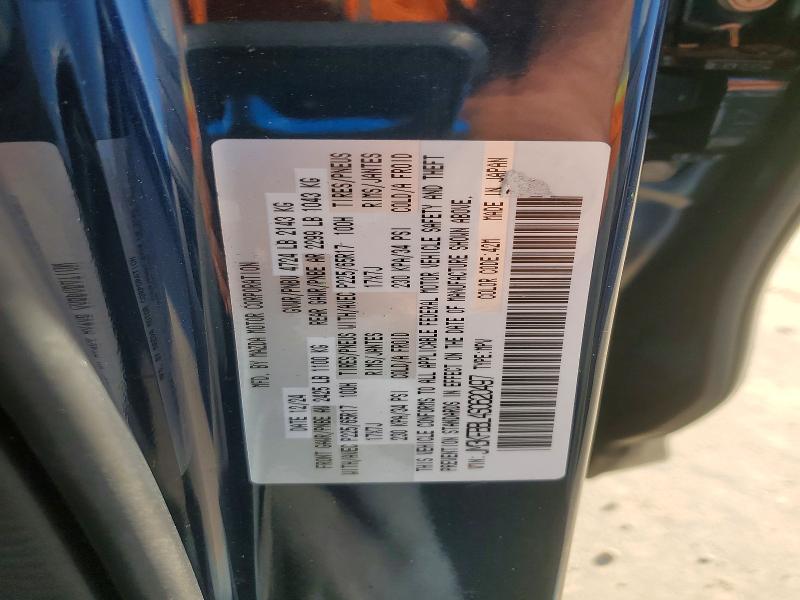 MFD. BY MAZDA MOTOR CORPORATION
DATE 12/24 GVWR/PNBV 4724 LB 2143 KG
FRONT GAWR/PNBE AV 2425 LB 1100 KG REAR GAWR/PNBE AR 2299 LB 1043 KG
WITH/AVEC P225/65R17 100H TIRES/PNEUS WITH/AVEC P225/65R17 100H TIRES/PNEUS
17X7J RIMS/JANTES 17X7J RIMS/JANTES
230 KPA/34 PSI COLD/A FROID 230 KPA/34 PSI COLD/A FROID
THIS VEHICLE CONFORMS TO ALL APPLICABLE FEDERAL MOTOR VEHICLE SAFETY AND THEFT
PREVENTION STANDARDS IN EFFECT ON THE DATE OF MANUFACTURE SHOWN ABOVE.
VIN: TYPE:MPV COLOR CODE:42M MADE IN JAPAN